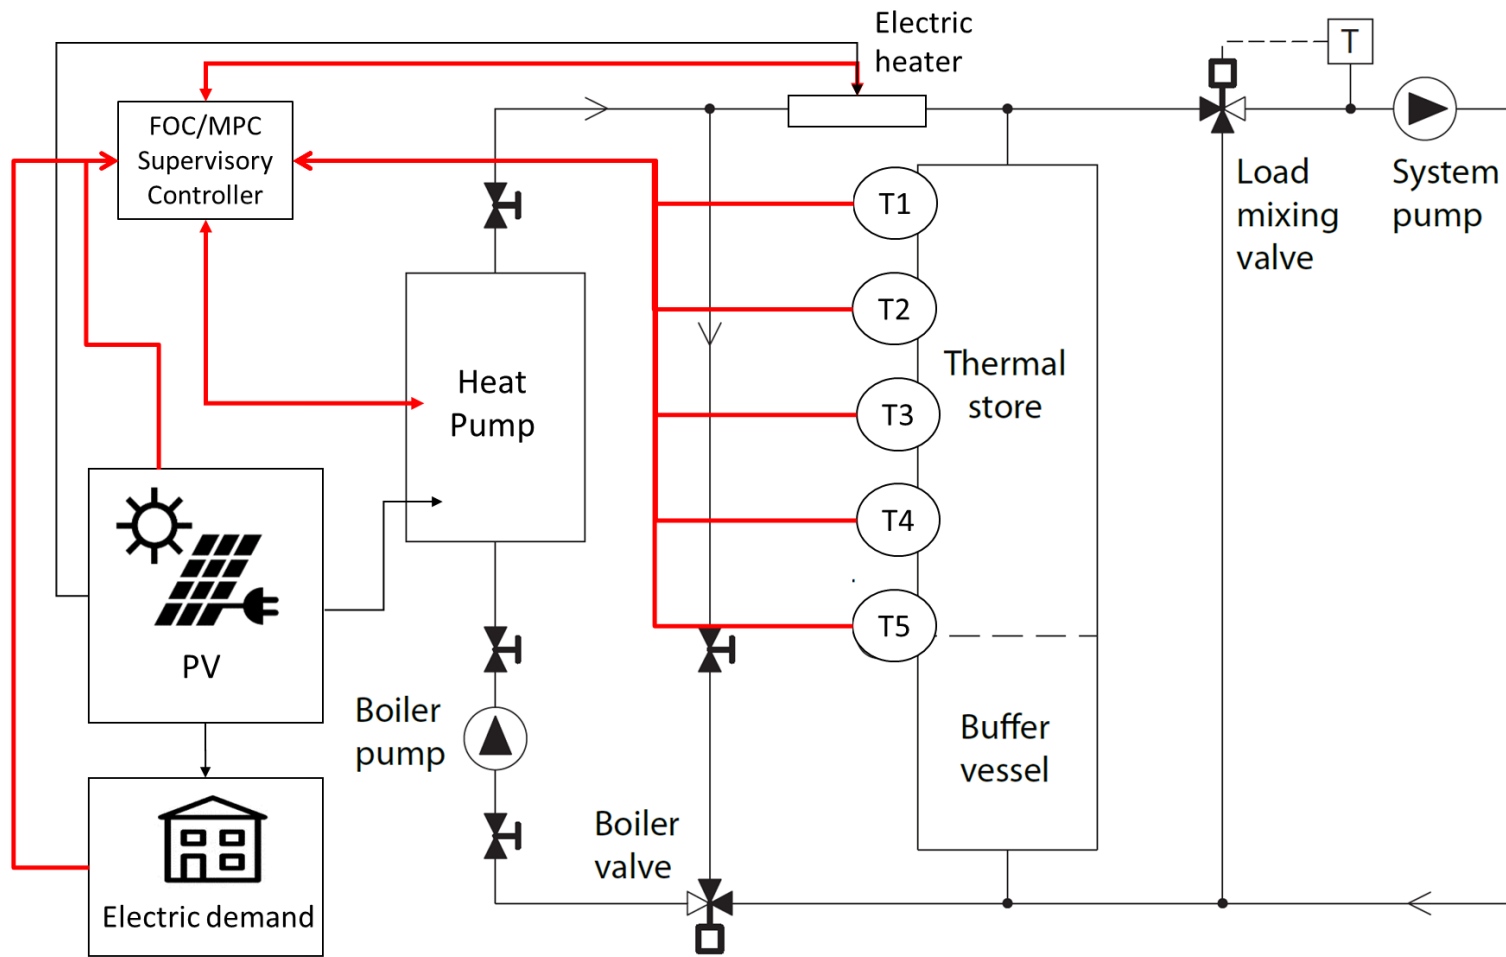 Electric
heater
T
FOC/MPC
Supervisory
Controller
T1
Load
mixing
valve
System
pump
T2
Thermal
store
Heat
Pump
T3
T4
T5
PV
Boiler
pump
Buffer
vessel
Boiler
valve
Electric demand